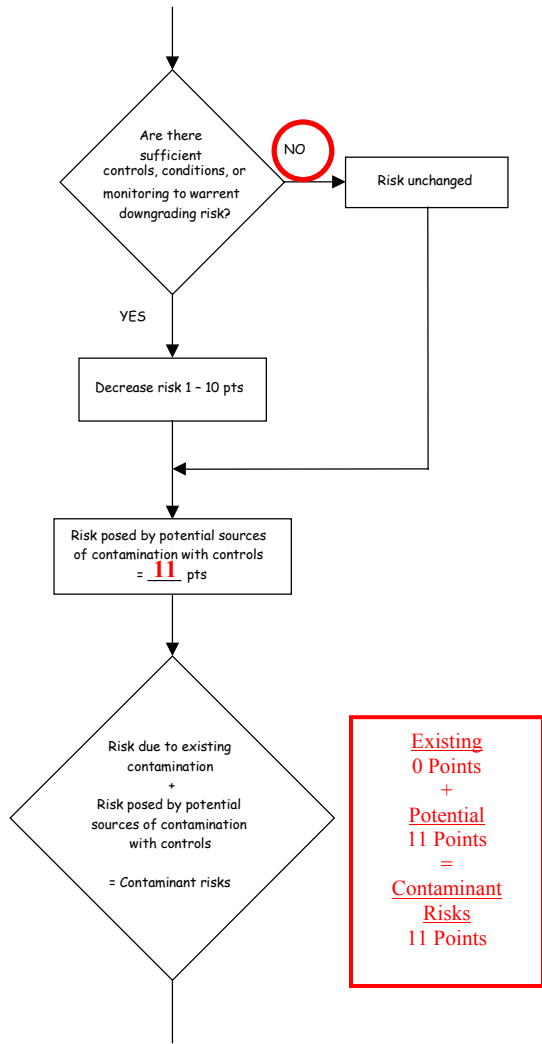 Are there
sufficient
controls, conditions, or
monitoring to warrent
downgrading risk?
NO
Risk unchanged
YES
Decrease risk 1 – 10 pts
Risk posed by potential sources
of contamination with controls
= 11 pts
Risk due to existing
contamination
+
Risk posed by potential
sources of contamination
with controls
= Contaminant risks
Existing
0 Points
+
Potential
11 Points
=
Contaminant
Risks
11 Points